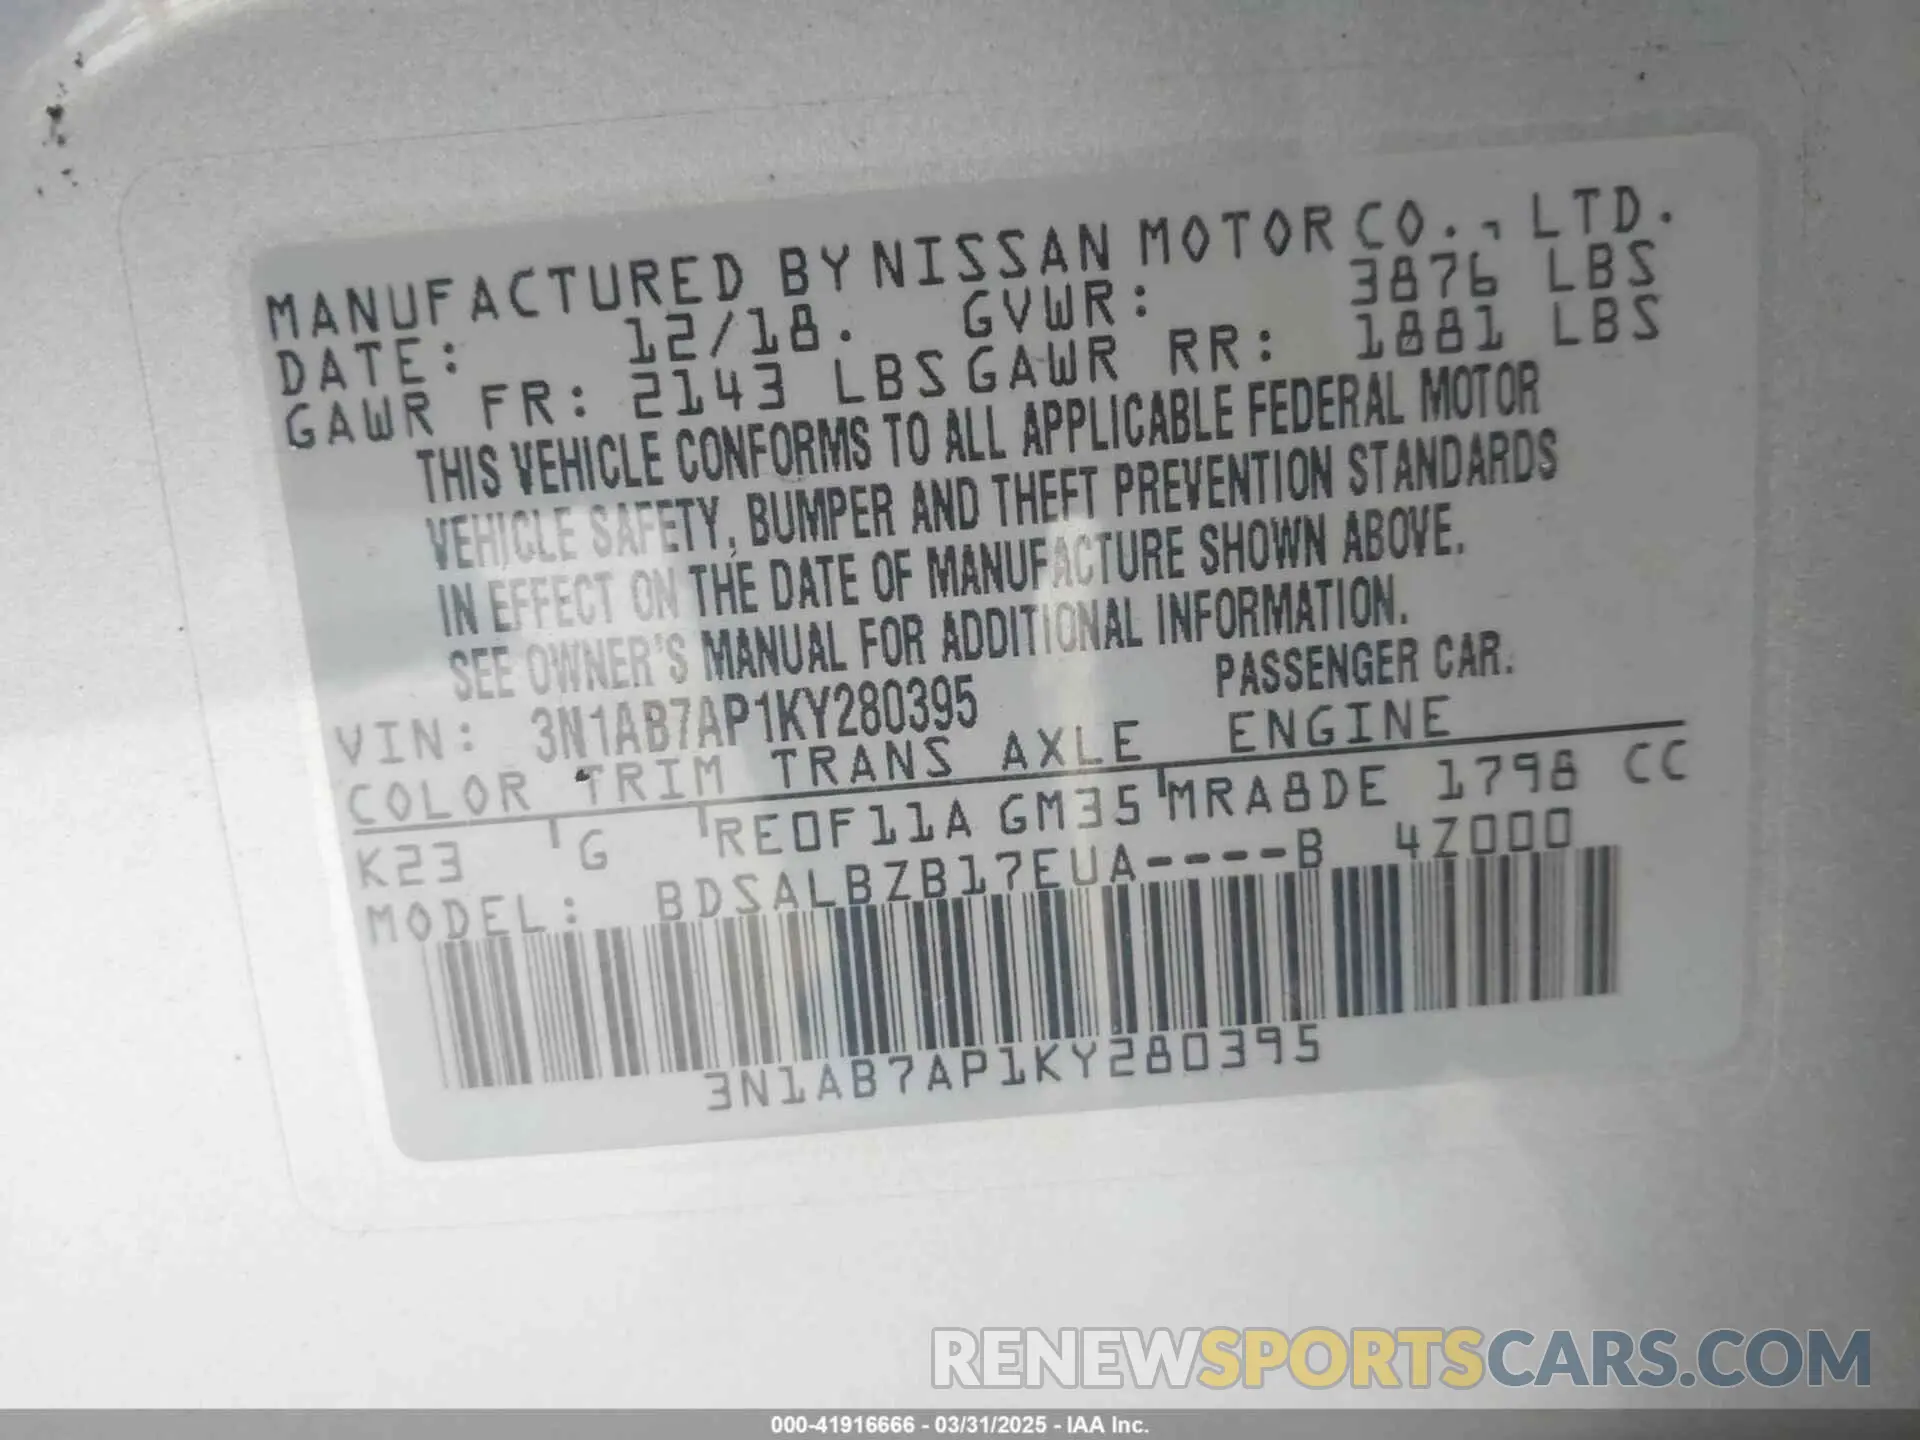 MANUFACTURED BY NISSAN MOTOR CO., LTD.
DATE: 12/18. GVWR: 3876 LBS
GAWR FR: 2143 LBS GAWR RR: 1881 LBS
THIS VEHICLE CONFORMS TO ALL APPLICABLE FEDERAL MOTOR
VEHICLE SAFETY, BUMPER AND THEFT PREVENTION STANDARDS
IN EFFECT ON THE DATE OF MANUFACTURE SHOWN ABOVE.
SEE OWNER'S MANUAL FOR ADDITIONAL INFORMATION.
VIN: 3N1AB7AP1KY280395 PASSENGER CAR.
COLOR TRIM TRANS AXLE ENGINE
K23 G RE0F11A GM35 MRA8DE 1798 CC
MODEL: BDSALBZB17EUA----B 4Z000
3N1AB7AP1KY280395
RENEWSPORTSCARS.COM
000-41916666 - 03/31/2025 - IAA Inc.